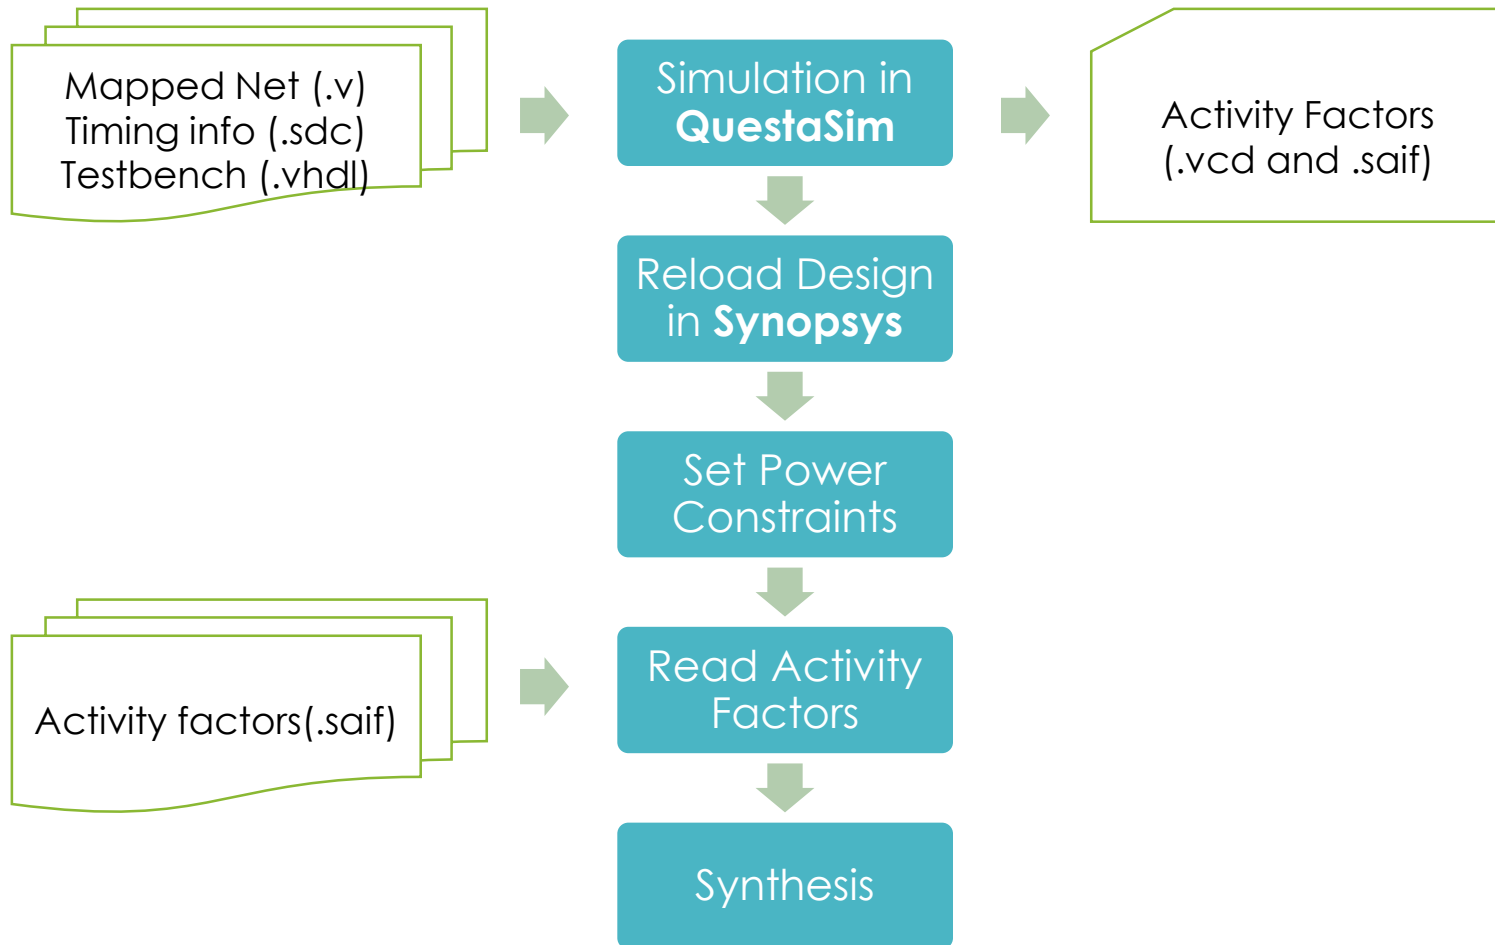 Mapped Net (.v)
Timing info (.sdc)
Testbench (.vhdl)
Simulation in
QuestaSim
Activity Factors
(.vcd and .saif)
Reload Design
in Synopsys
Set Power
Constraints
Activity factors(.saif)
Read Activity
Factors
Synthesis